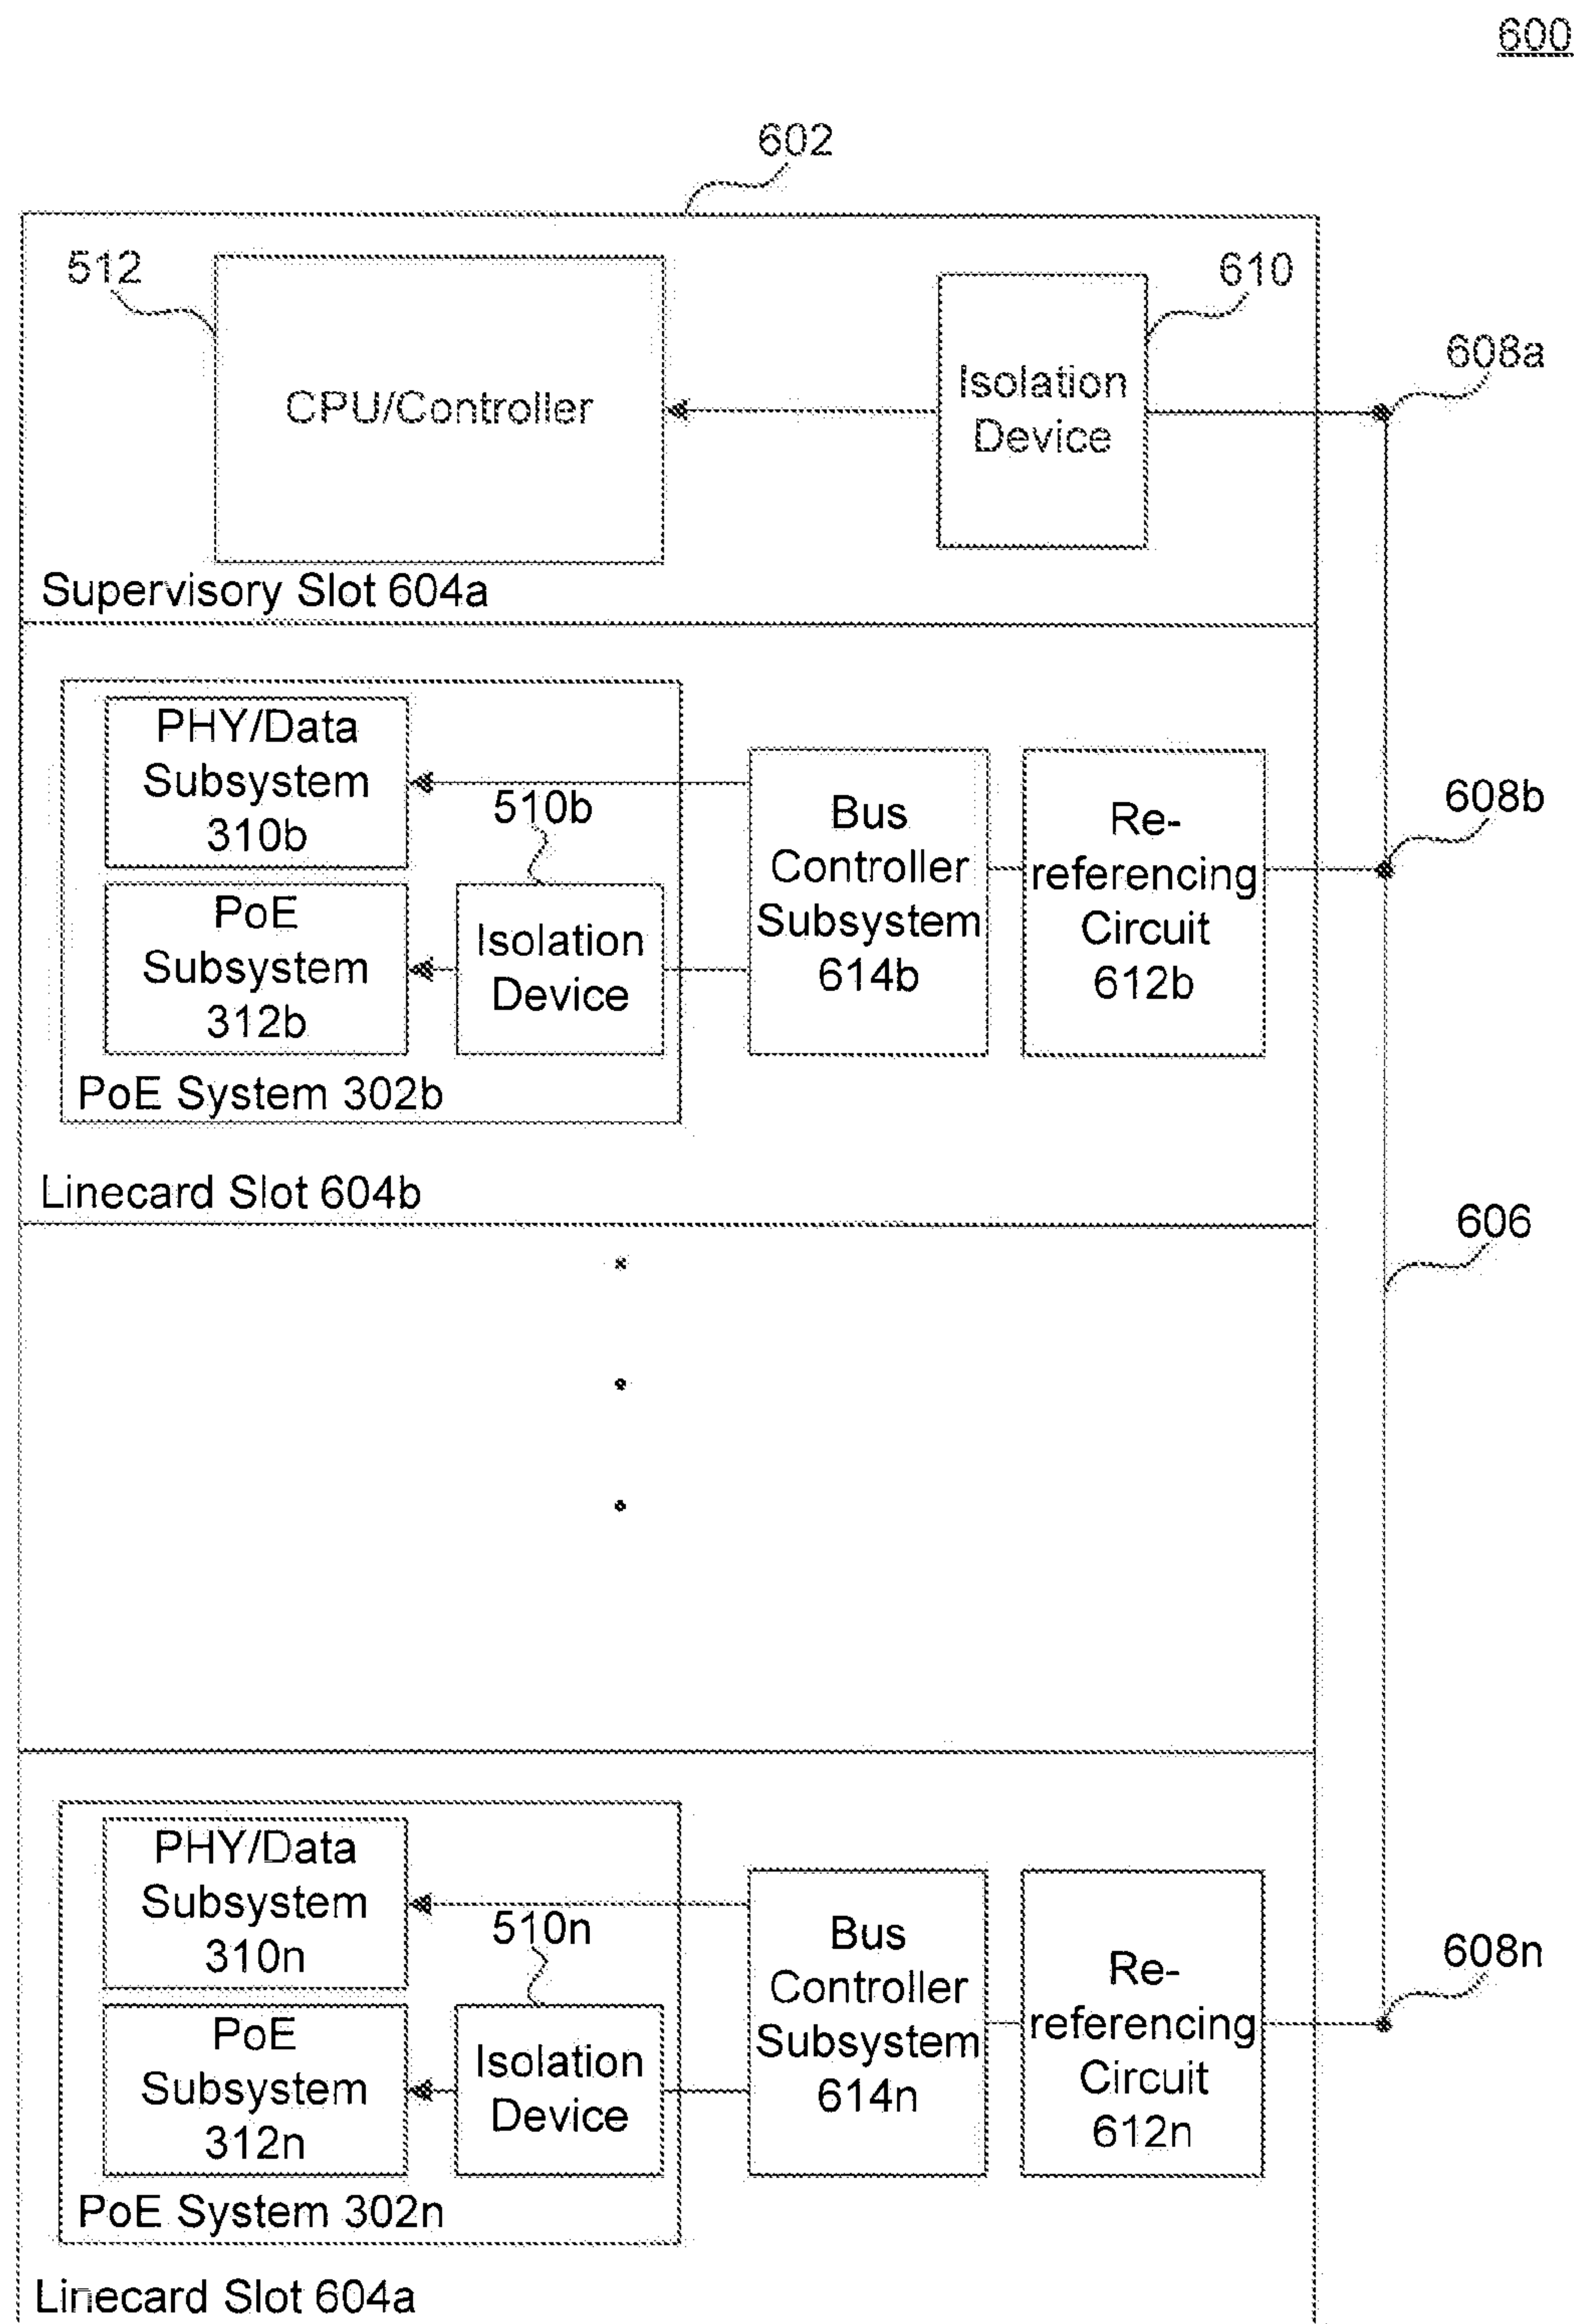 600
602
512
610
608a
CPU/Controller
Isolation
Device
Supervisory Slot 604a
PHY/Data
Subsystem
310b
510b
PoE
Subsystem
312b
Isolation
Device
Bus
Controller
Subsystem
614b
Re-
referencing
Circuit
612b
608b
PoE System 302b
Linecard Slot 604b
606
PHY/Data
Subsystem
310n
510n
PoE
Subsystem
312n
Isolation
Device
Bus
Controller
Subsystem
614n
Re-
referencing
Circuit
612n
608n
PoE System 302n
Linecard Slot 604a